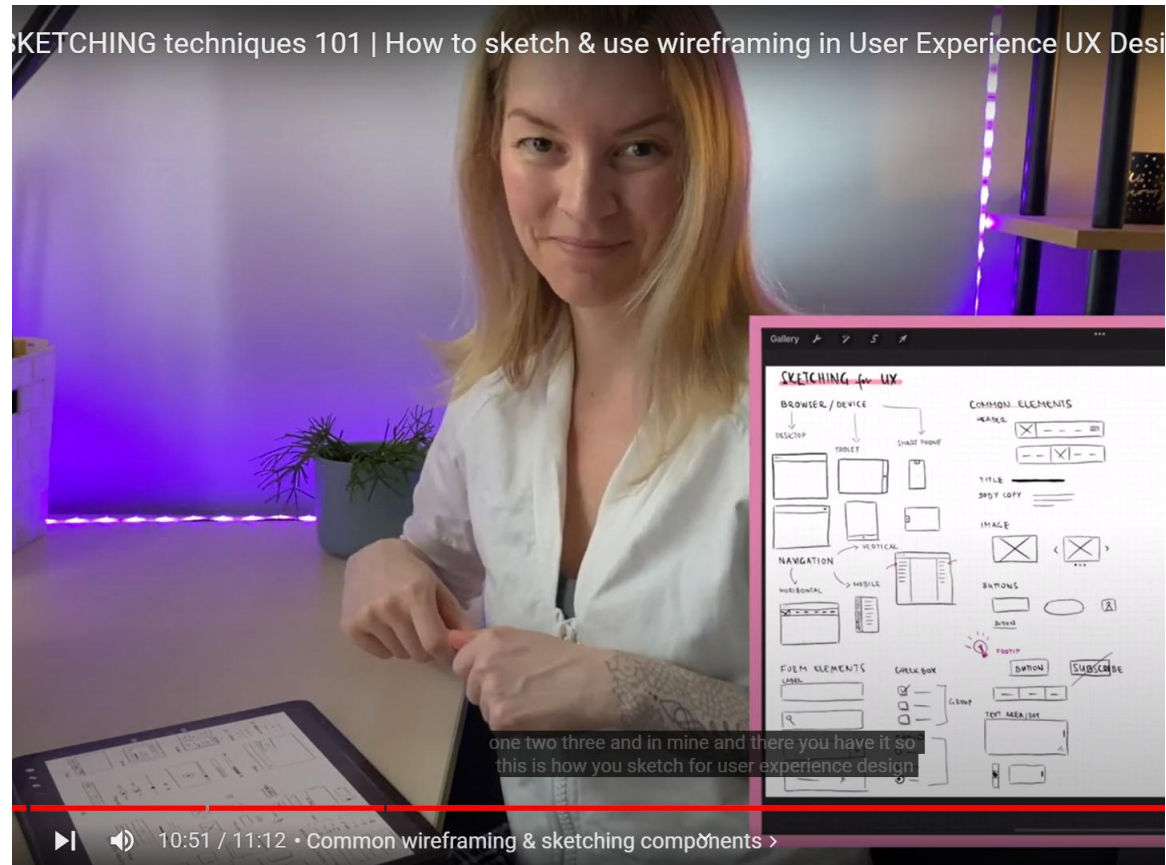 SKETCHING techniques 101 | How to sketch & use wireframing in User Experience UX Desi
Gallery
SKETCHING for UX
BROWSER / DEVICE
DESKTOP
TABLET
SMART PHONE
NAVIGATION
VERTICAL
HORIZONTAL
MOBILE
FORM ELEMENTS
LABEL
CHECK BOX
GROUP
COMMON ELEMENTS
HEADER
TITLE
BODY COPY
IMAGE
BUTTONS
BUTTON
PROTIP
BUTTON
SUBSCRIBE
TEXT AREA/BOX
one two three and in mine and there you have it so
this is how you sketch for user experience design
10:51 / 11:12 • Common wireframing & sketching components ›